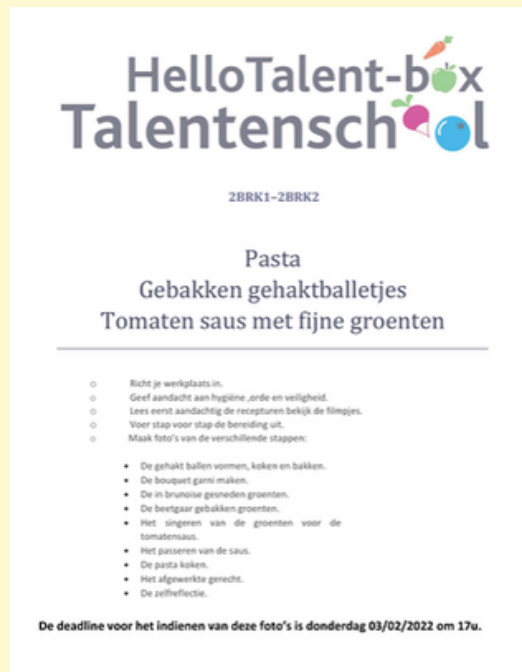 HelloTalent-box
Talentenschool
2BRK1–2BRK2
Pasta
Gebakken gehaktballetjes
Tomaten saus met fijne groenten
Richt je werkplaats in.
Geef aandacht aan hygiëne ,orde en veiligheid.
Lees eerst aandachtig de recepturen bekijk de filmpjes.
Voer stap voor stap de bereiding uit.
Maak foto's van de verschillende stappen:
De gehakt ballen vormen, koken en bakken.
De bouquet garni maken.
De in brunoise gesneden groenten.
De beetgaar gebakken groenten.
Het singeren van de groenten voor de
tomatensaus.
Het passeren van de saus.
De pasta koken.
Het afgewerkte gerecht.
De zelfreflectie.
De deadline voor het indienen van deze foto's is donderdag 03/02/2022 om 17u.